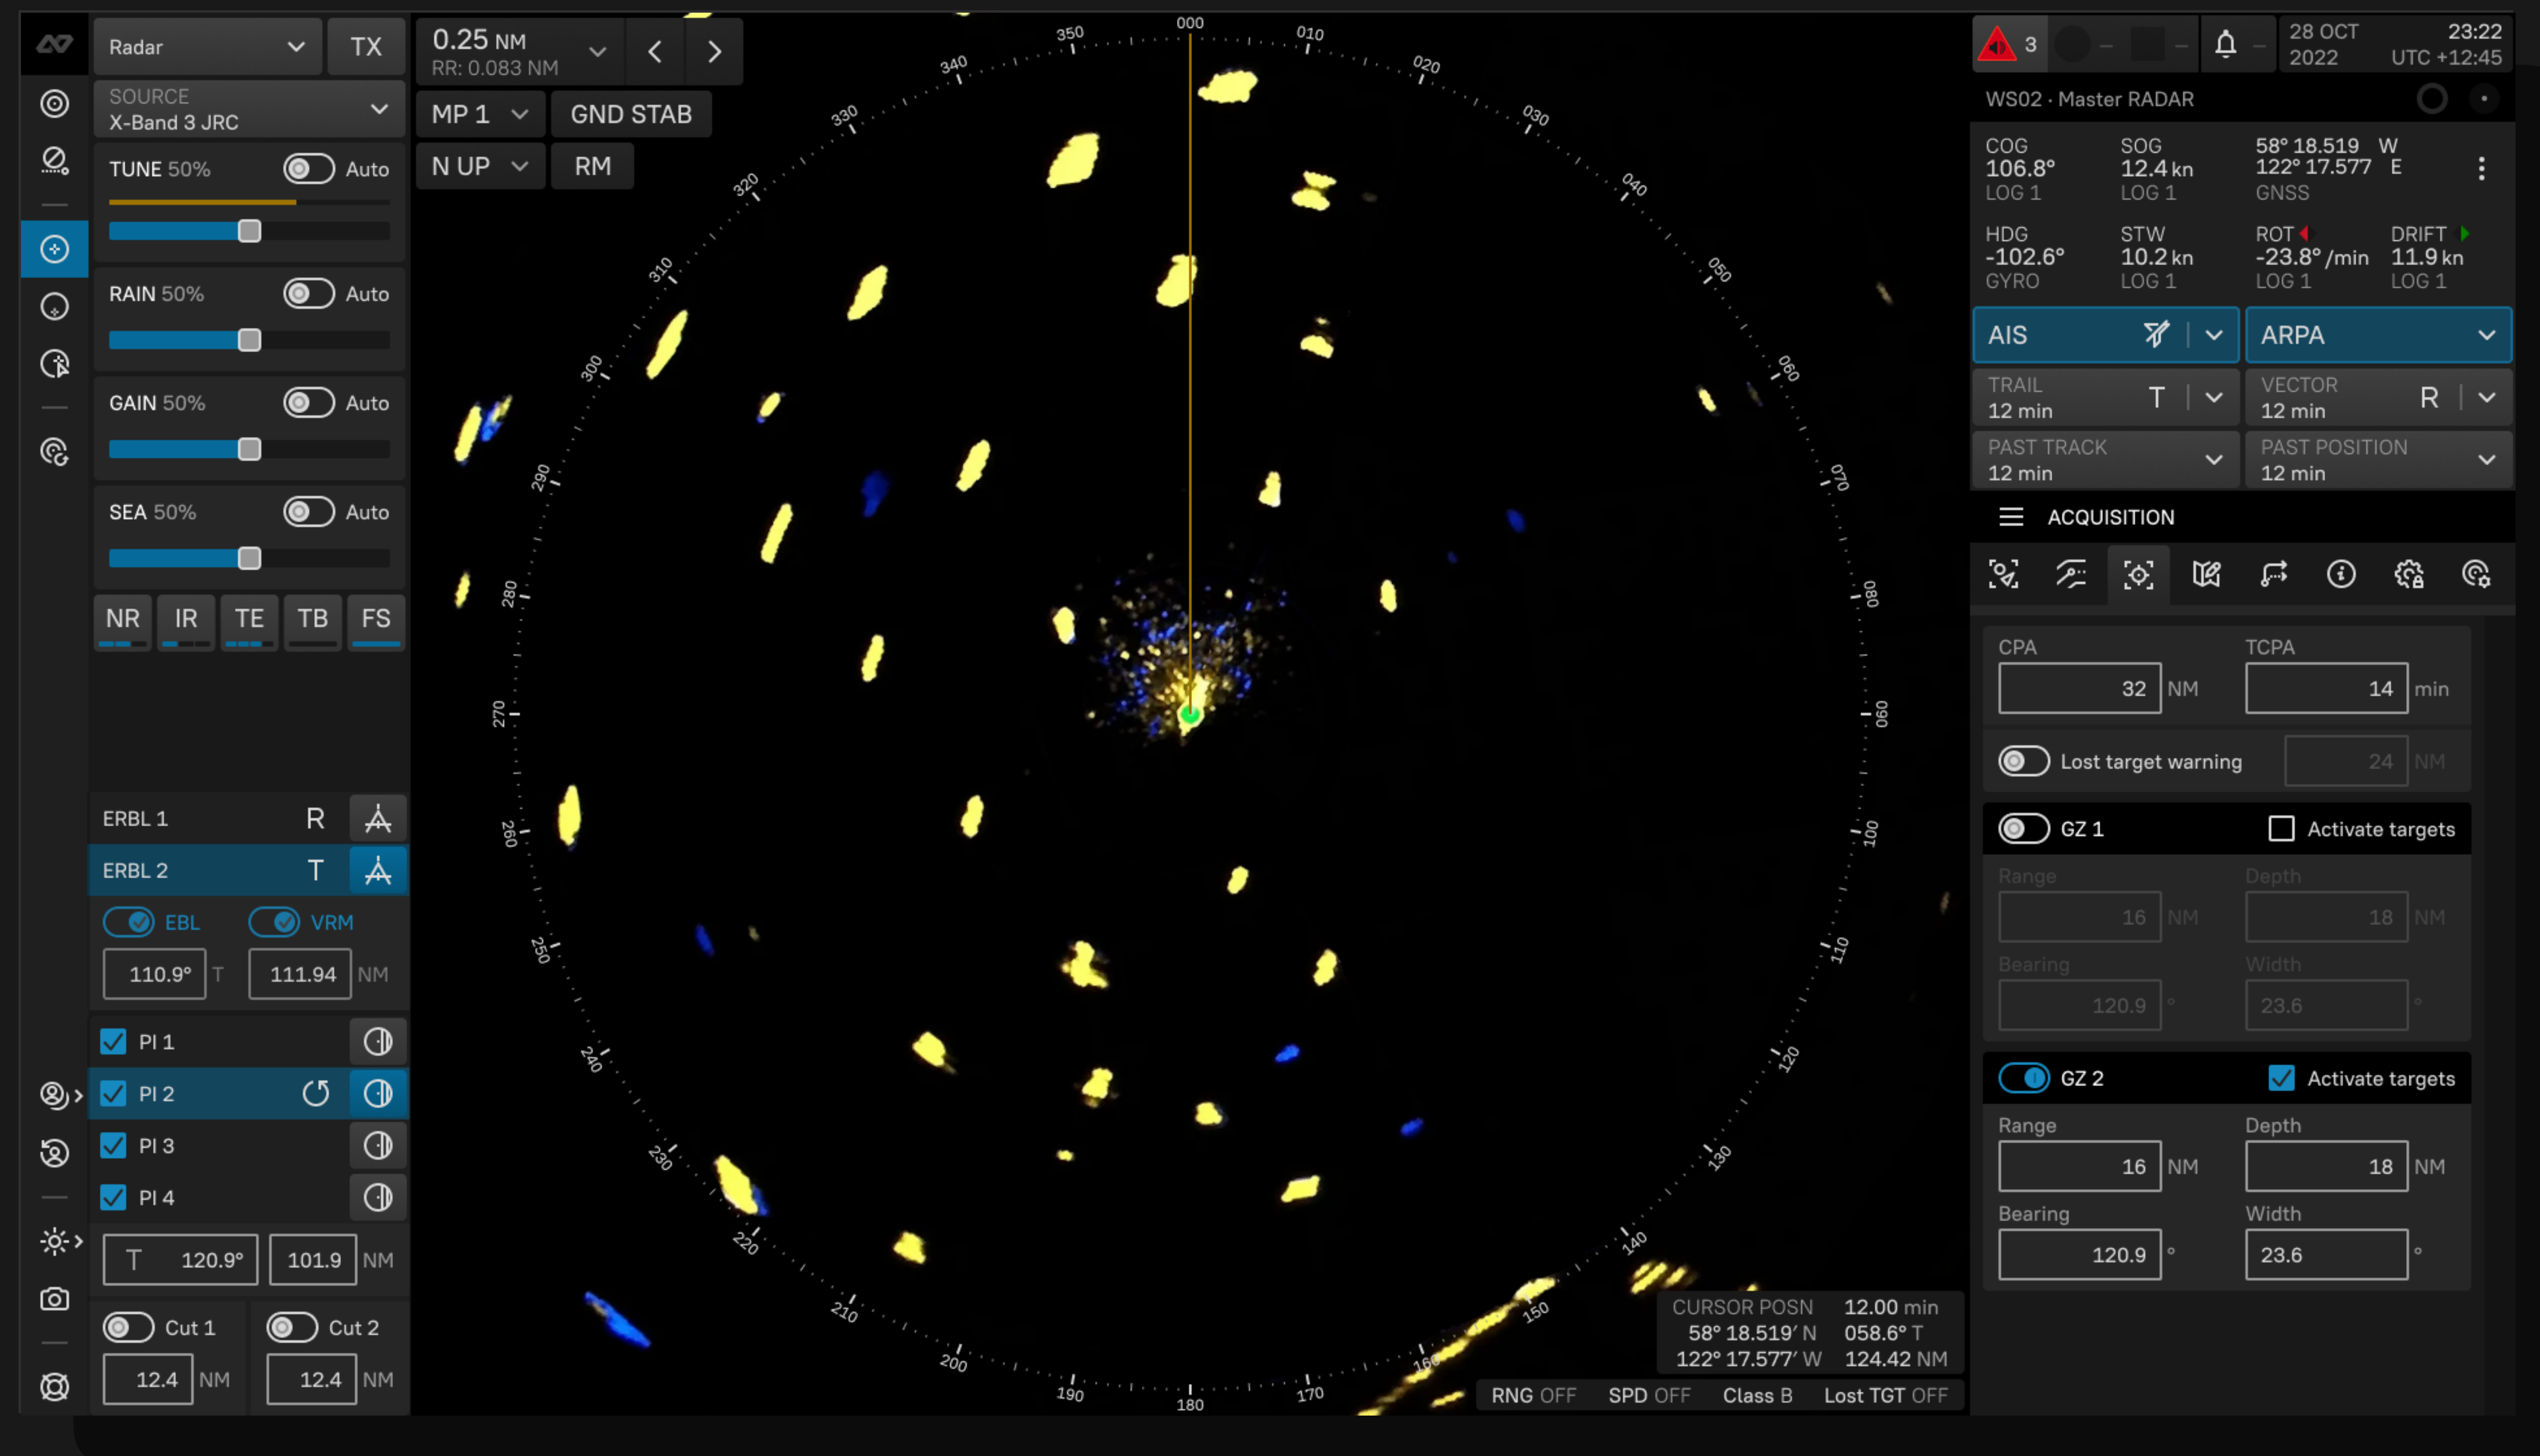 Radar
TX
SOURCE
X-Band 3 JRC
TUNE 50%
Auto
RAIN 50%
Auto
GAIN 50%
Auto
SEA 50%
Auto
NR IR TE TB FS
ERBL 1 R
ERBL 2 T
EBL VRM
110.9° T 111.94 NM
PI 1
PI 2
PI 3
PI 4
T 120.9° 101.9 NM
Cut 1 Cut 2
12.4 NM 12.4 NM
0.25 NM
RR: 0.083 NM
MP 1 GND STAB
N UP RM
000
010
020
030
040
050
060
070
080
090
100
110
120
130
140
150
160
170
180
190
200
210
220
230
240
250
260
270
280
290
300
310
320
330
340
350
CURSOR POSN 12.00 min
58° 18.519′ N 058.6° T
122° 17.577′ W 124.42 NM
RNG OFF SPD OFF Class B Lost TGT OFF
3 – – –
28 OCT 23:22
2022 UTC +12:45
WS02 · Master RADAR
COG SOG 58° 18.519 W
106.8° 12.4 kn 122° 17.577 E
LOG 1 LOG 1 GNSS
HDG STW ROT DRIFT
-102.6° 10.2 kn -23.8° /min 11.9 kn
GYRO LOG 1 LOG 1 LOG 1
AIS ARPA
TRAIL VECTOR
12 min T 12 min R
PAST TRACK PAST POSITION
12 min 12 min
ACQUISITION
CPA TCPA
32 NM 14 min
Lost target warning 24 NM
GZ 1 Activate targets
Range Depth
16 NM 18 NM
Bearing Width
120.9 ° 23.6 °
GZ 2 Activate targets
Range Depth
16 NM 18 NM
Bearing Width
120.9 ° 23.6 °